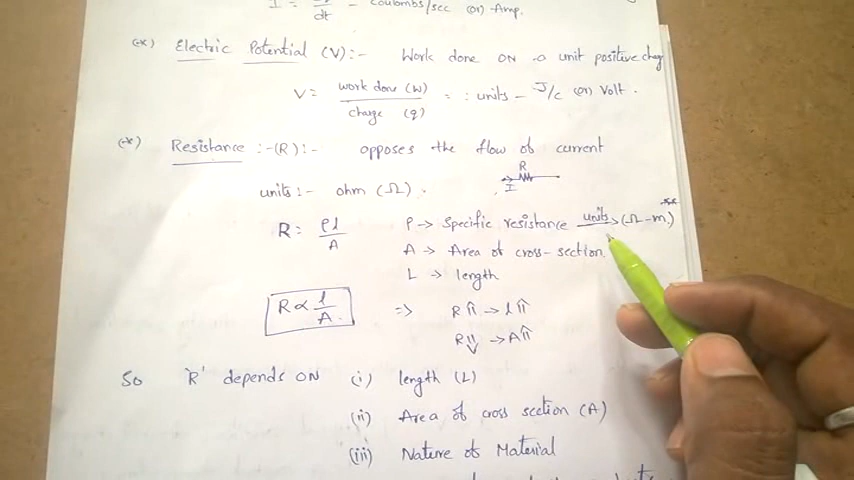 I = dt - Coulombs/sec (or) Amp.
(*) Electric Potential (V):- Work done ON a unit positive charge
V = work done (W) / charge (q) = : units - J/c (or) Volt.
(*) Resistance :-(R):- opposes the flow of current
R
I
units:- ohm (Ω).
R = ρl / A ρ → Specific resistance units → (Ω-m.) **
A → Area of cross-section
L → length
R ∝ l / A. ⇒ R⇑ → l⇑
R⇓ → A⇑
So 'R' depends ON (i) length (L)
(ii) Area of cross section (A)
(iii) Nature of Material